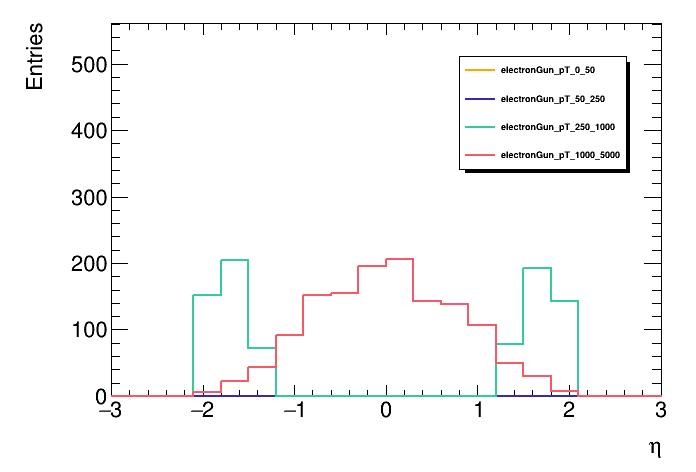 Entries
500
400
300
200
100
0
electronGun_pT_0_50
electronGun_pT_50_250
electronGun_pT_250_1000
electronGun_pT_1000_5000
−3 −2 −1 0 1 2 3
η